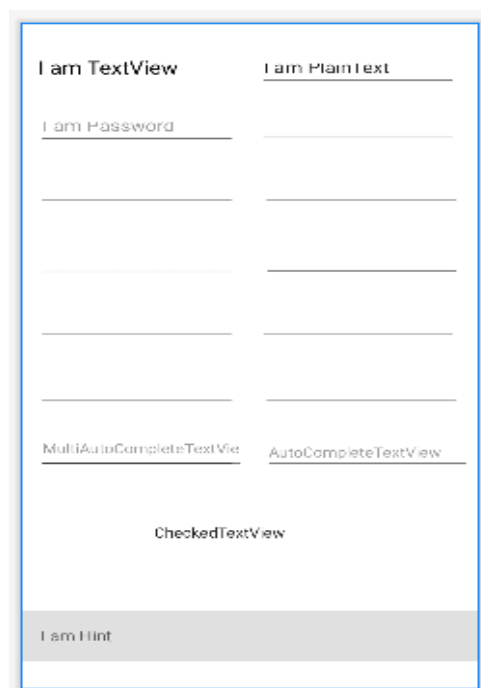 I am TextView
I am PlainText
I am Password
MultiAutoCompleteTextVie
AutoCompleteTextView
CheckedTextView
I am Hint